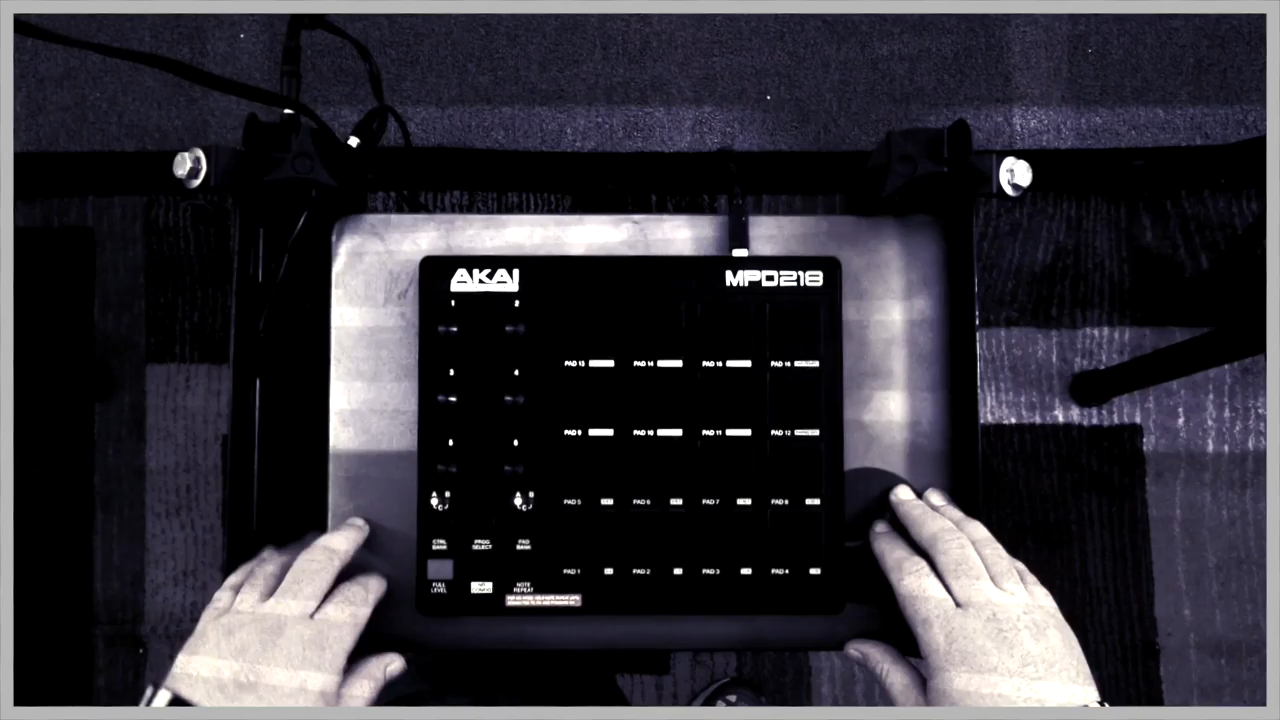 AKAI
MPD218
1 2
PAD 13
PAD 14
PAD 15
PAD 16
3 4
PAD 9
PAD 10
PAD 11
PAD 12
5 6
A B
C
A B
C
PAD 5
PAD 6
PAD 7
PAD 8
CTRL
BANK
PROG
SELECT
PAD
BANK
PAD 1
PAD 2
PAD 3
PAD 4
FULL
LEVEL
NOTE
REPEAT